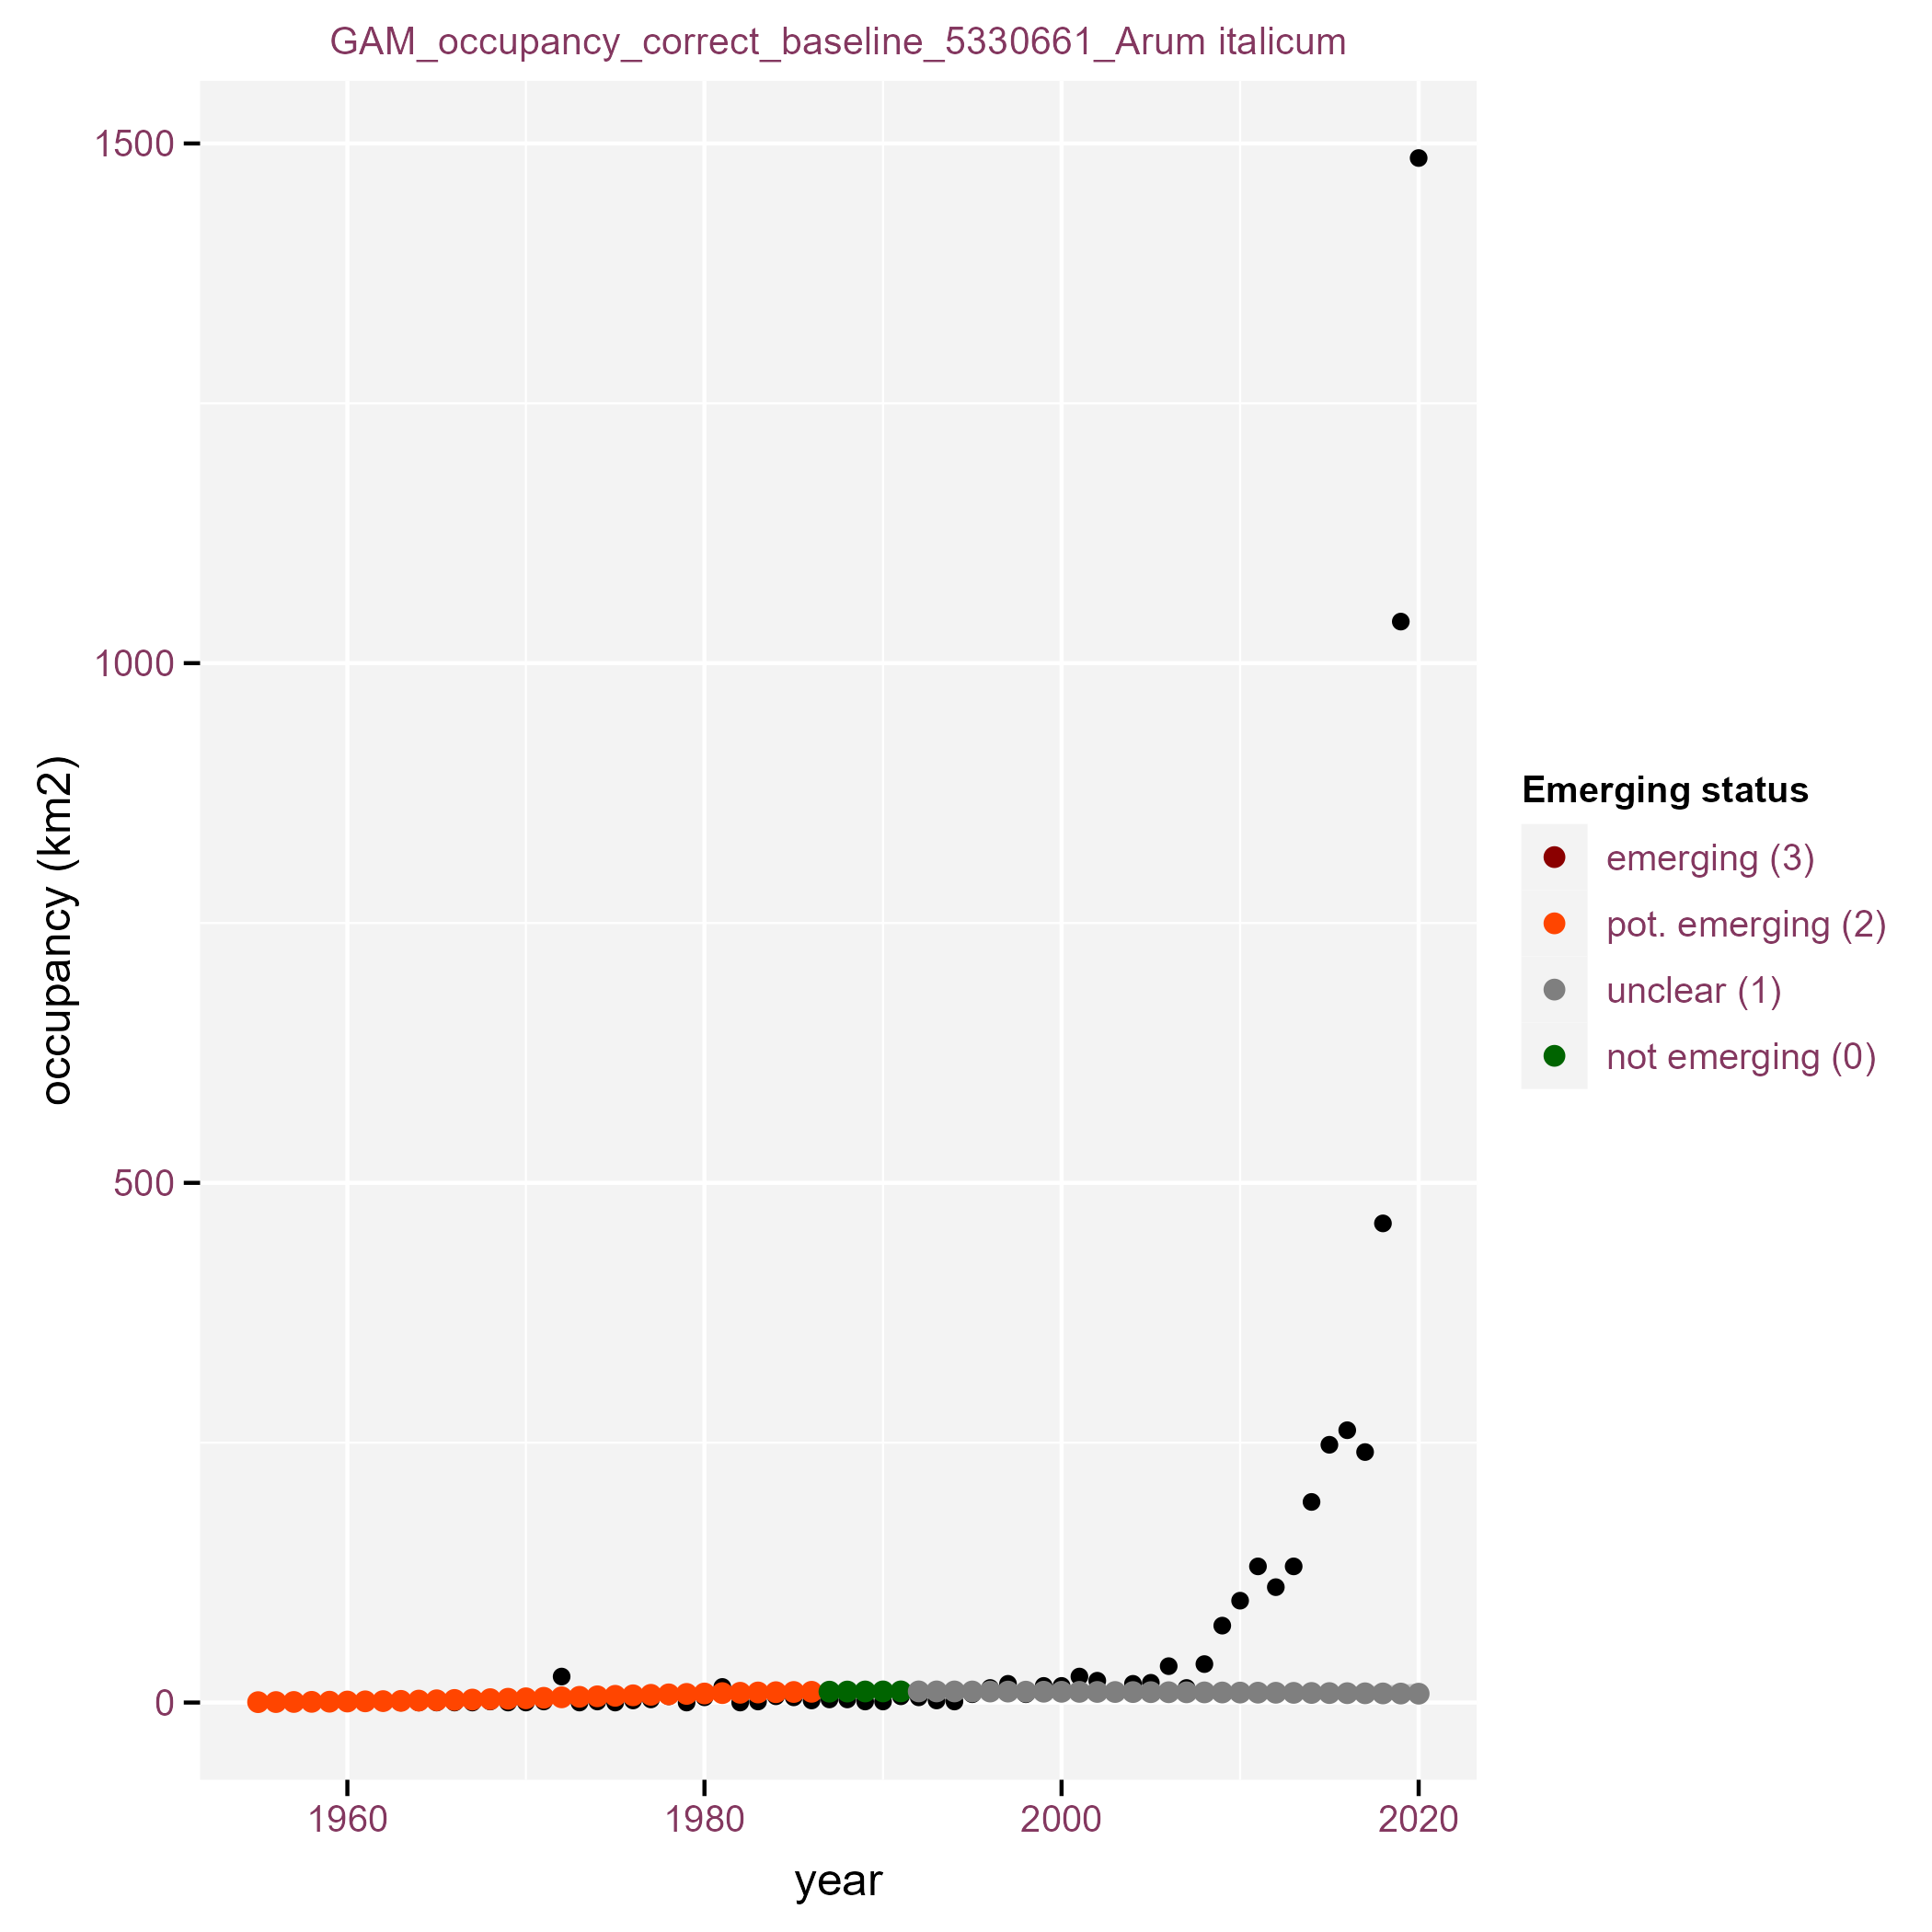 GAM_occupancy_correct_baseline_5330661_Arum italicum
1500
1000
500
0
occupancy (km2)
1960
1980
2000
2020
year
Emerging status
emerging (3)
pot. emerging (2)
unclear (1)
not emerging (0)